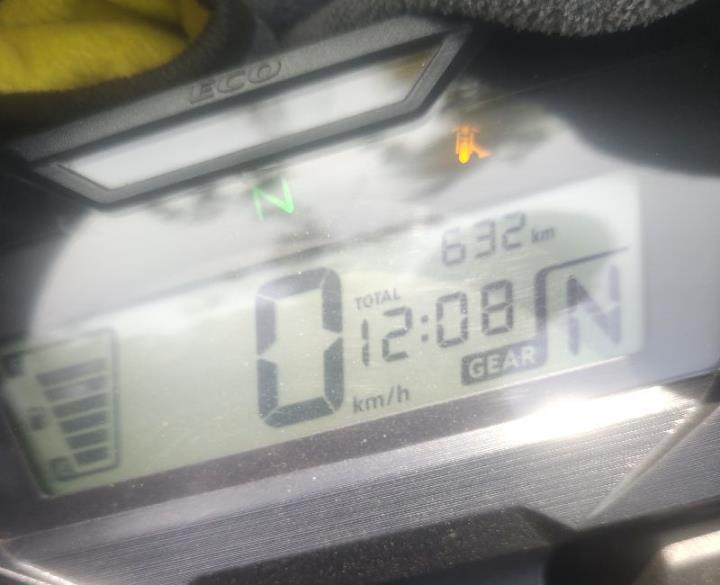 ECO
N
632 km
TOTAL
12:08
0 km/h
GEAR N